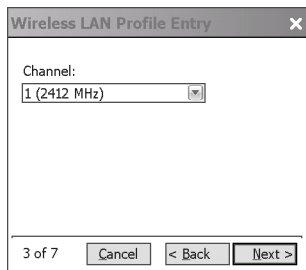 Wireless LAN Profile Entry
Channel:
1 (2412 MHz)
3 of 7 Cancel < Back Next >